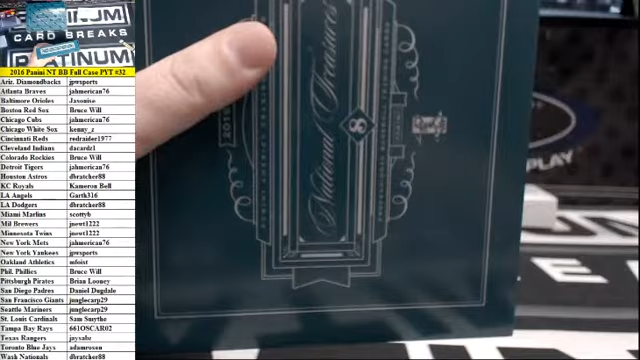 CARD BREAKS
PLATINUM
2016 Panini NT BB Full Case PYT #32
Ariz. Diamondbacks jpwsports
Atlanta Braves jahmerican76
Baltimore Orioles Jaxonise
Boston Red Sox Bruce Will
Chicago Cubs jahmerican76
Chicago White Sox kenny_z
Cincinnati Reds redraider1977
Cleveland Indians dacardz1
Colorado Rockies Bruce Will
Detroit Tigers jahmerican76
Houston Astros dbratcher88
KC Royals Kameron Bell
LA Angels Garth316
LA Dodgers dbratcher88
Miami Marlins scottyb
Mil Brewers jnowt1222
Minnesota Twins jnowt1222
New York Mets jahmerican76
New York Yankees jpwsports
Oakland Athletics mfoist
Phil. Phillies Bruce Will
Pittsburgh Pirates Brian Looney
San Diego Padres Daniel Dugdale
San Francisco Giants junglecarp29
Seattle Mariners junglecarp29
St. Louis Cardinals Sam Smythe
Tampa Bay Rays 661OSCAR02
Texas Rangers jaysabz
Toronto Blue Jays adamrosen
Wash Nationals dbratcher88
National Treasures
8
PLAY